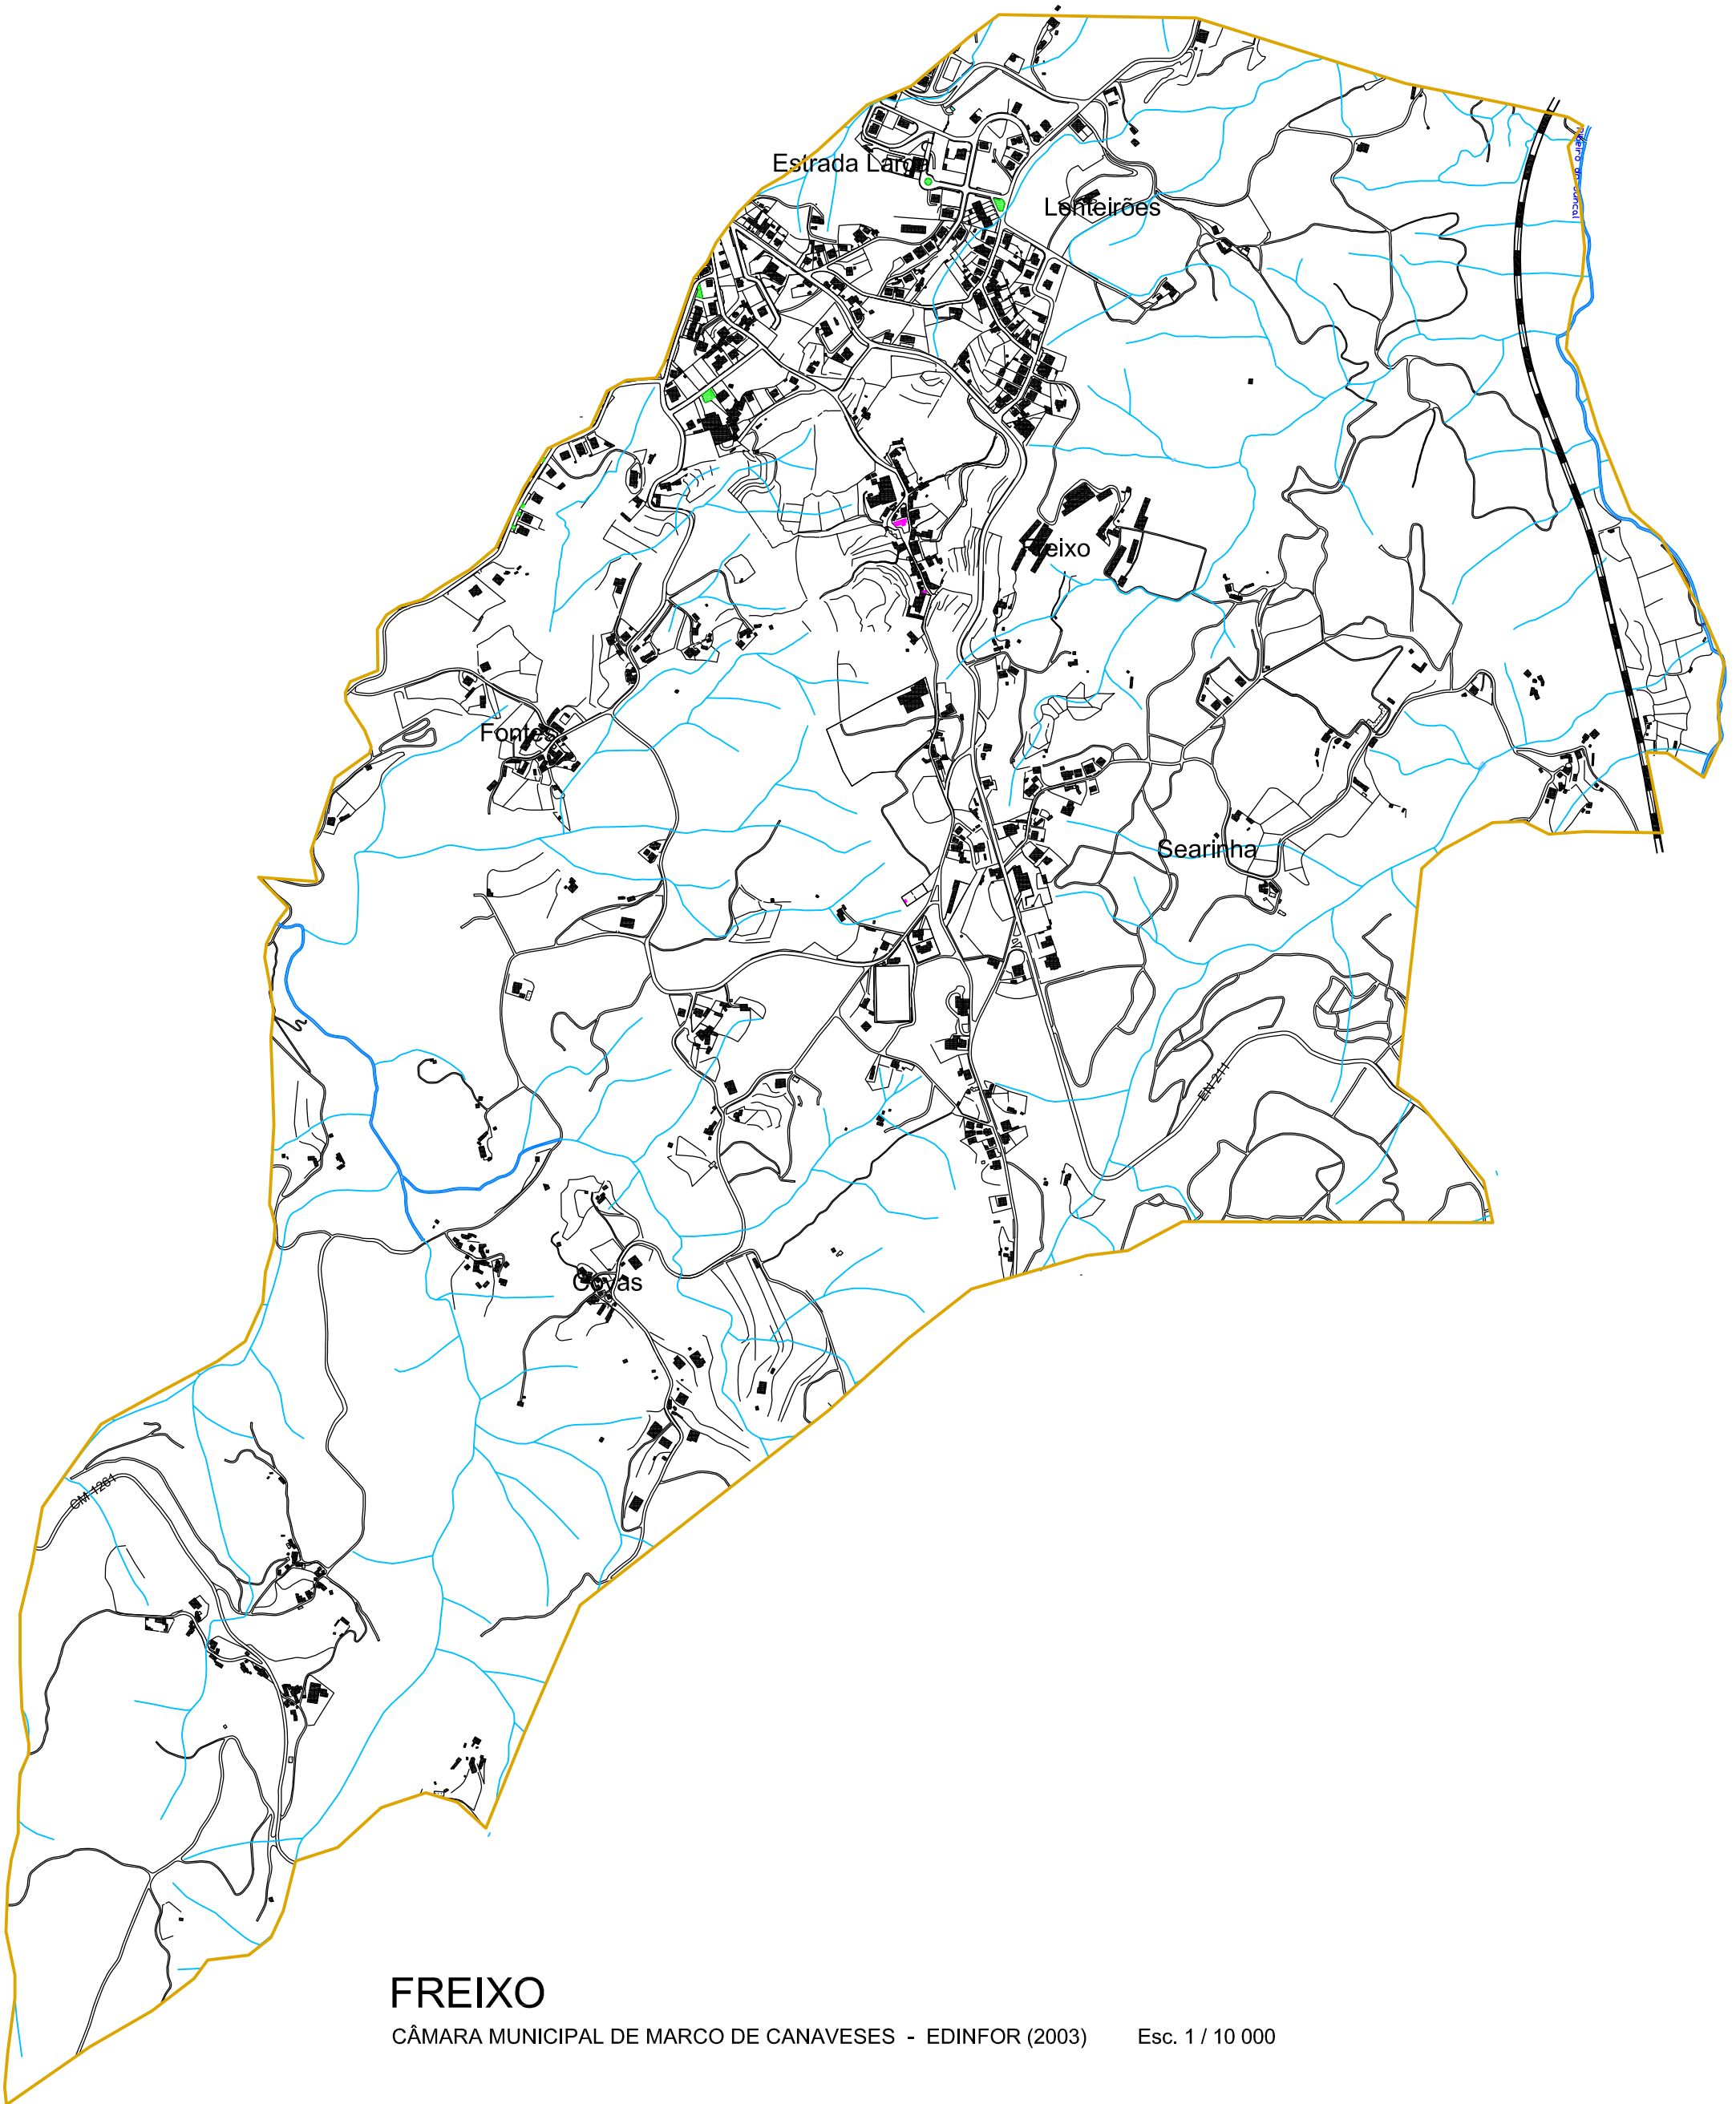 Estrada Larga
Lenteirões
Freixo
Fontes
Searinha
EN 211
Covas
CM 1281
FREIXO
CÂMARA MUNICIPAL DE MARCO DE CANAVESES - EDINFOR (2003) Esc. 1 / 10 000